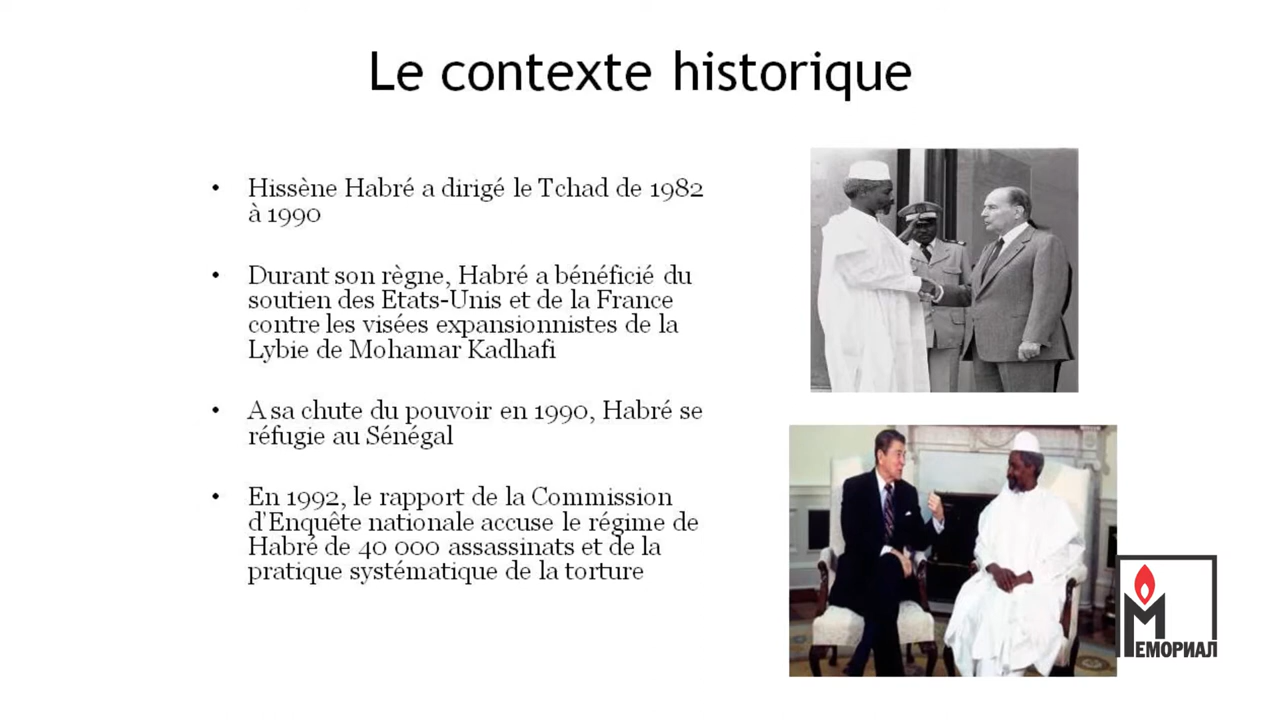 Le contexte historique
• Hissène Habré a dirigé le Tchad de 1982
à 1990
• Durant son règne, Habré a bénéficié du
soutien des Etats-Unis et de la France
contre les visées expansionnistes de la
Lybie de Mohamar Kadhafi
• A sa chute du pouvoir en 1990, Habré se
réfugie au Sénégal
• En 1992, le rapport de la Commission
d'Enquête nationale accuse le régime de
Habré de 40 000 assassinats et de la
pratique systématique de la torture
МЕМОРИАЛ